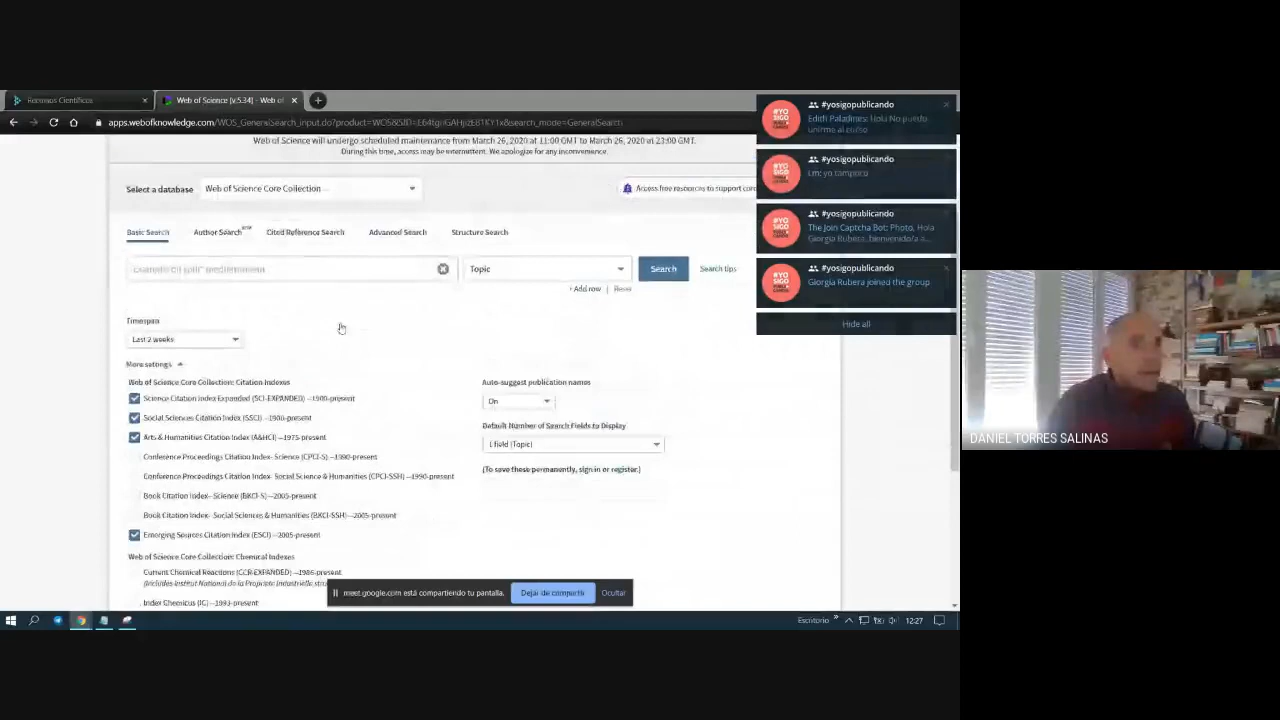 Recursos Científicos
Web of Science [v.5.34] - Web of
apps.webofknowledge.com/WOS_GeneralSearch_input.do?product=WOS&SID=
&search_mode=GeneralSearch
Web of Science will undergo scheduled maintenance from March 26, 2020 at 11:00 GMT to March 26, 2020 at 23:00 GMT.
During this time, access may be intermittent. We apologize for any inconvenience.
Select a database
Web of Science Core Collection
Access free resources to support
Basic Search
Author Search
Cited Reference Search
Advanced Search
Structure Search
Example: oil spill* mediterranean
Topic
Search
Search tips
+ Add row | Reset
Timespan
Last 2 weeks
More settings
Web of Science Core Collection: Citation Indexes
Science Citation Index Expanded (SCI-EXPANDED) --1900-present
Social Sciences Citation Index (SSCI) --1900-present
Arts & Humanities Citation Index (A&HCI) --1975-present
Conference Proceedings Citation Index- Science (CPCI-S) --1990-present
Conference Proceedings Citation Index- Social Science & Humanities (CPCI-SSH) --1990-present
Book Citation Index– Science (BKCI-S) --2005-present
Book Citation Index– Social Sciences & Humanities (BKCI-SSH) --2005-present
Emerging Sources Citation Index (ESCI) --2005-present
Web of Science Core Collection: Chemical Indexes
Current Chemical Reactions (CCR-EXPANDED) --1985-present
(Includes Institut National de la Propriete Industrielle
Index Chemicus (IC) --1993-present
Auto-suggest publication names
On
Default Number of Search Fields to Display
1 field (Topic)
(To save these permanently, sign in or register.)
#yosigopublicando
Edith Paladines: Hola No puedo
unirme al curso
#yosigopublicando
Lm: yo tampoco
#yosigopublicando
The Join Captcha Bot: Photo, Hola
Giorgia Rubera, bienvenido/a a...
#yosigopublicando
Giorgia Rubera joined the group
Hide all
meet.google.com está compartiendo tu pantalla.
Dejar de compartir
Ocultar
Escritorio
12:27
DANIEL TORRES SALINAS